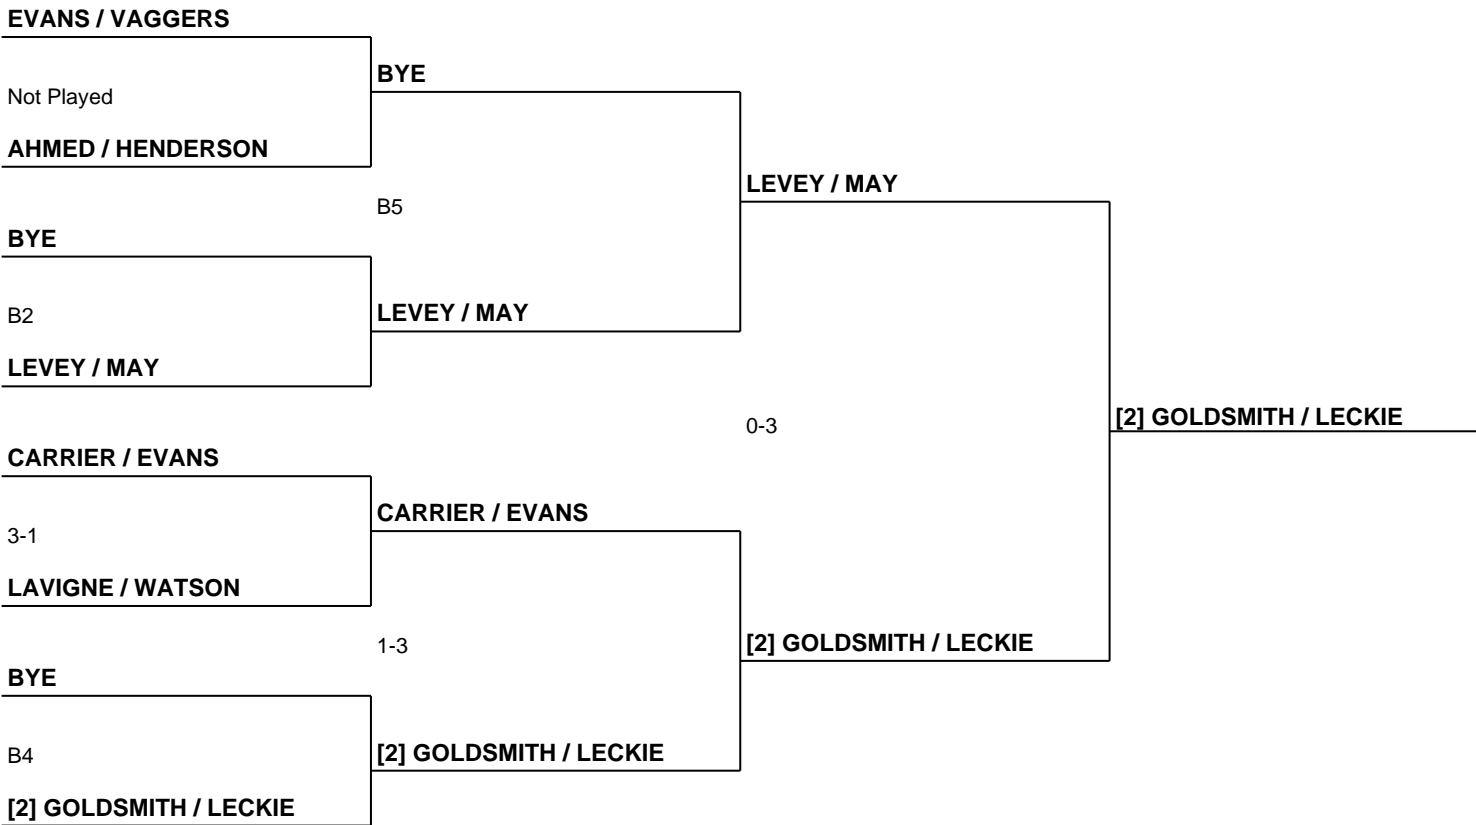 EVANS / VAGGERS
BYE
Not Played
AHMED / HENDERSON
LEVEY / MAY
B5
BYE
B2
LEVEY / MAY
LEVEY / MAY
[2] GOLDSMITH / LECKIE
0-3
CARRIER / EVANS
CARRIER / EVANS
3-1
LAVIGNE / WATSON
1-3
[2] GOLDSMITH / LECKIE
BYE
B4
[2] GOLDSMITH / LECKIE
[2] GOLDSMITH / LECKIE